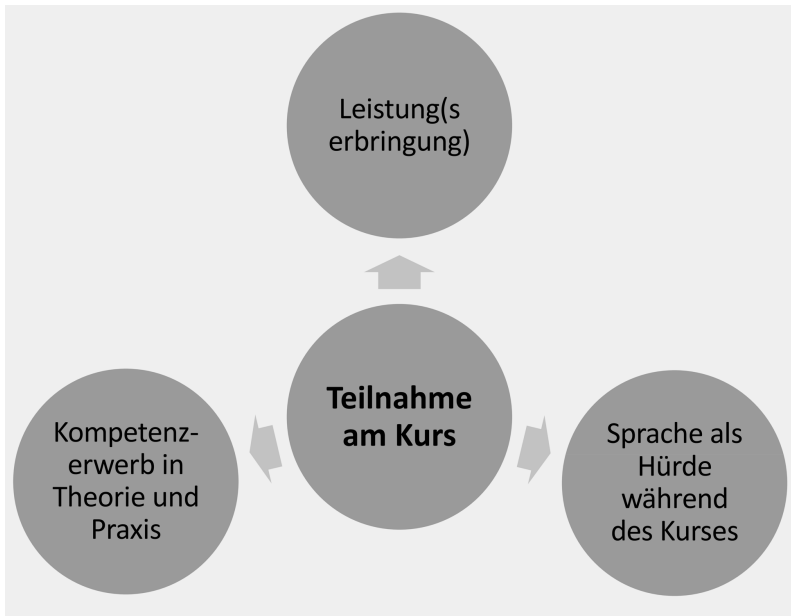 Leistung(s
erbringung)
Teilnahme
am Kurs
Kompetenz-
erwerb in
Theorie und
Praxis
Sprache als
Hürde
während
des Kurses